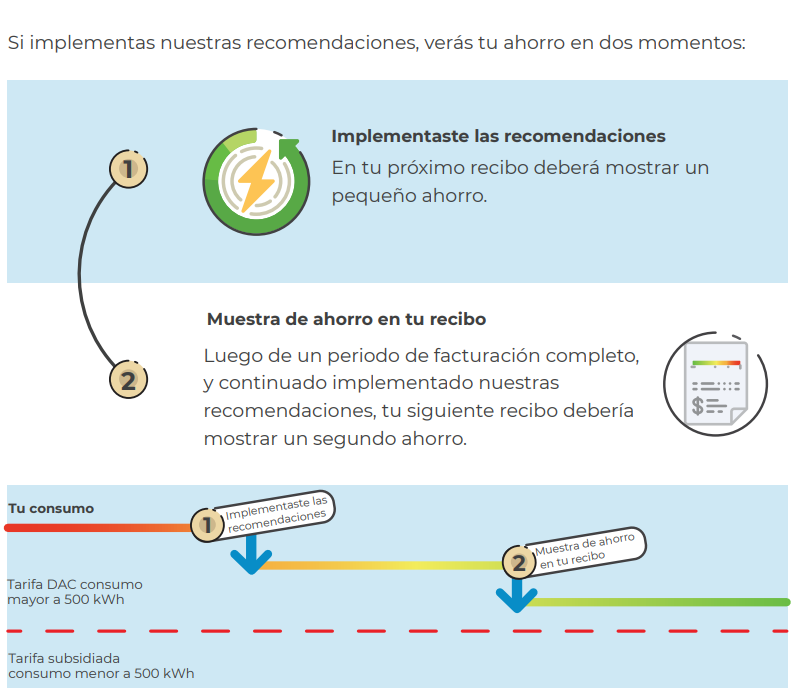 Si implementas nuestras recomendaciones, verás tu ahorro en dos momentos:
1
Implementaste las recomendaciones
En tu próximo recibo deberá mostrar un
pequeño ahorro.
2
Muestra de ahorro en tu recibo
Luego de un periodo de facturación completo,
y continuado implementado nuestras
recomendaciones, tu siguiente recibo debería
mostrar un segundo ahorro.
$
Tu consumo
1
Implementaste las
recomendaciones
2
Muestra de ahorro
en tu recibo
Tarifa DAC consumo
mayor a 500 kWh
Tarifa subsidiada
consumo menor a 500 kWh